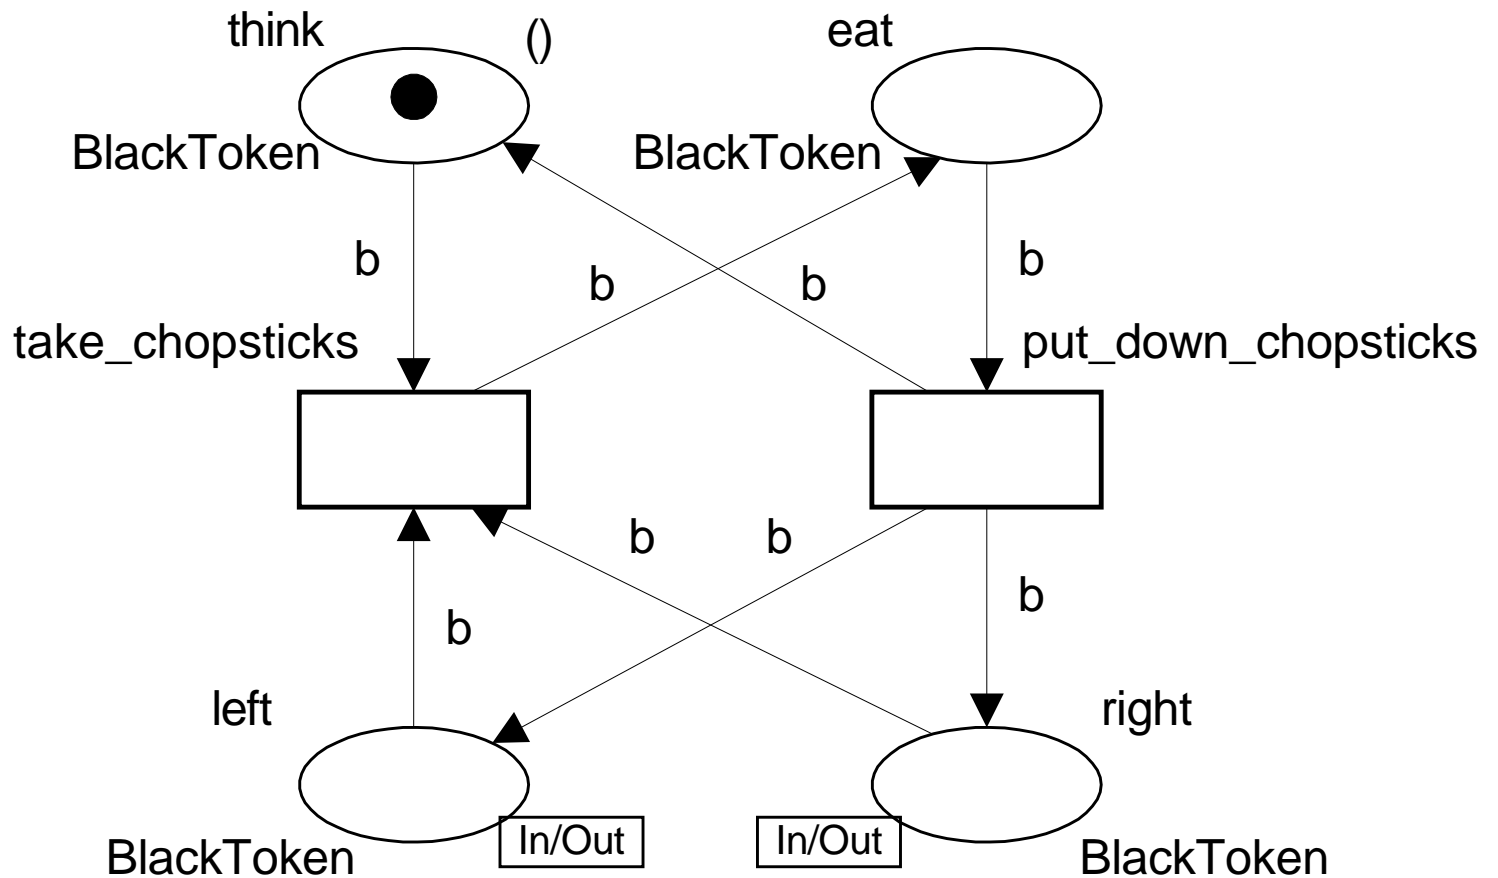 think
()
eat
BlackToken
BlackToken
b
b
b
b
take_chopsticks
put_down_chopsticks
b
b
b
b
left
right
In/Out
In/Out
BlackToken
BlackToken